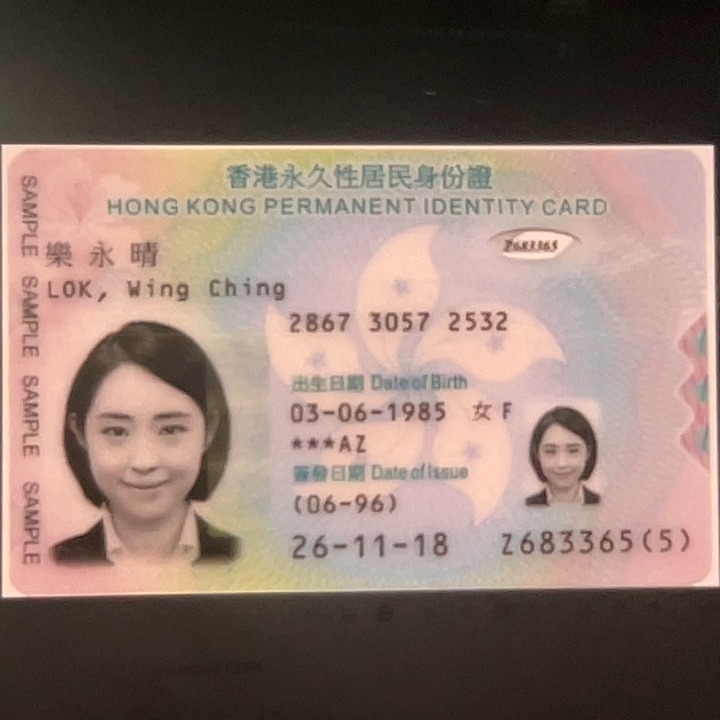 香港永久性居民身份證
HONG KONG PERMANENT IDENTITY CARD
Z683365
樂永晴
LOK, Wing Ching
2867 3057 2532
出生日期 Date of Birth
03-06-1985 女 F
***AZ
簽發日期 Date of Issue
(06-96)
26-11-18
Z683365(5)
SAMPLE SAMPLE SAMPLE SAMPLE